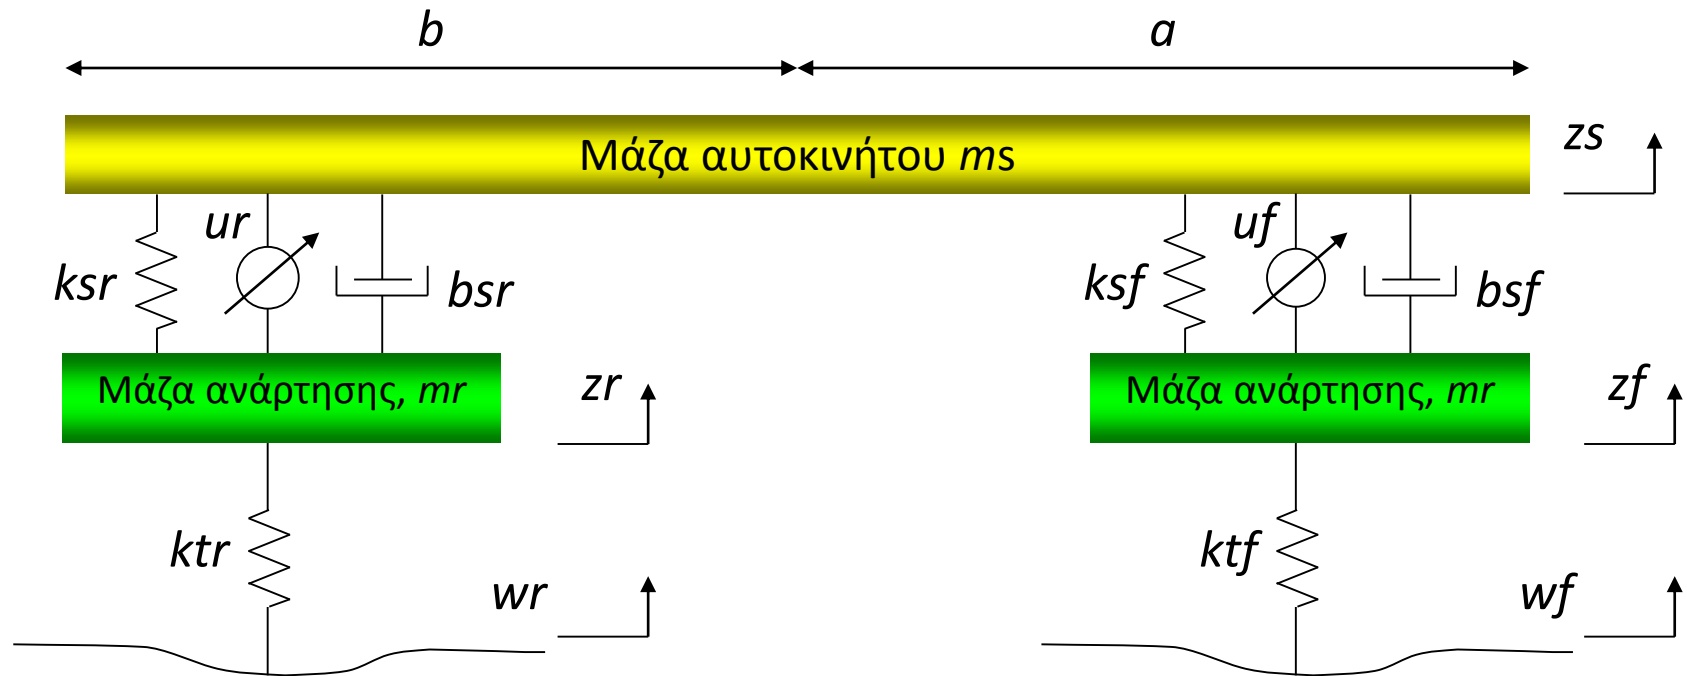 b
a
Μάζα αυτοκινήτου ms
zs
ur
uf
ksr
bsr
ksf
bsf
Μάζα ανάρτησης, mr
zr
Μάζα ανάρτησης, mr
zf
ktr
ktf
wr
wf